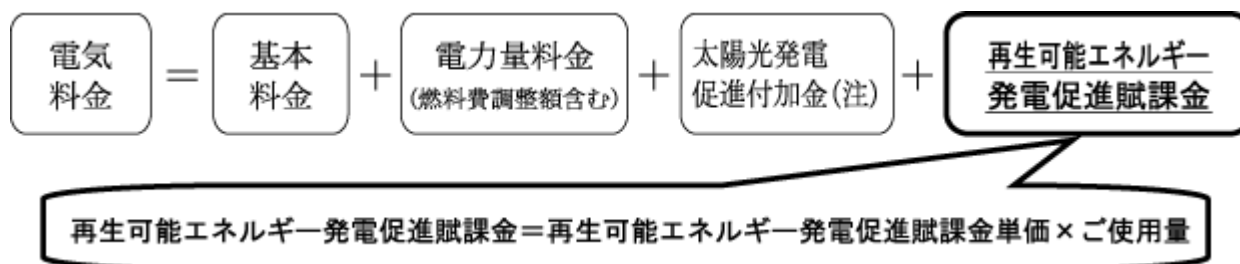 電気
料金
=
基本
料金
+
電力量料金
(燃料費調整額含む)
+
太陽光発電
促進付加金(注)
+
再生可能エネルギー
発電促進賦課金
再生可能エネルギー発電促進賦課金=再生可能エネルギー発電促進賦課金単価×ご使用量